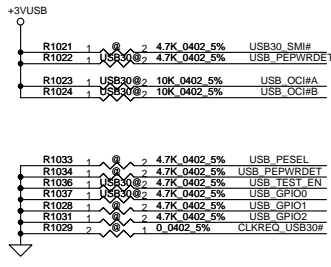 +3VUSB
R1021 1 @ 2 4.7K_0402_5% USB30_SMI#
R1022 1 USB30@ 2 4.7K_0402_5% USB_PEPWRDET
R1023 1 USB30@ 2 10K_0402_5% USB_OCI#A
R1024 1 USB30@ 2 10K_0402_5% USB_OCI#B
R1033 1 @ 2 4.7K_0402_5% USB_PESEL
R1034 1 @ 2 4.7K_0402_5% USB_PEPWRDET
R1036 1 USB30@ 2 4.7K_0402_5% USB_TEST_EN
R1037 1 USB30@ 2 4.7K_0402_5% USB_GPIO0
R1028 1 @ 2 4.7K_0402_5% USB_GPIO1
R1031 1 @ 2 4.7K_0402_5% USB_GPIO2
R1029 2 @ 1 0_0402_5% CLKREQ_USB30#